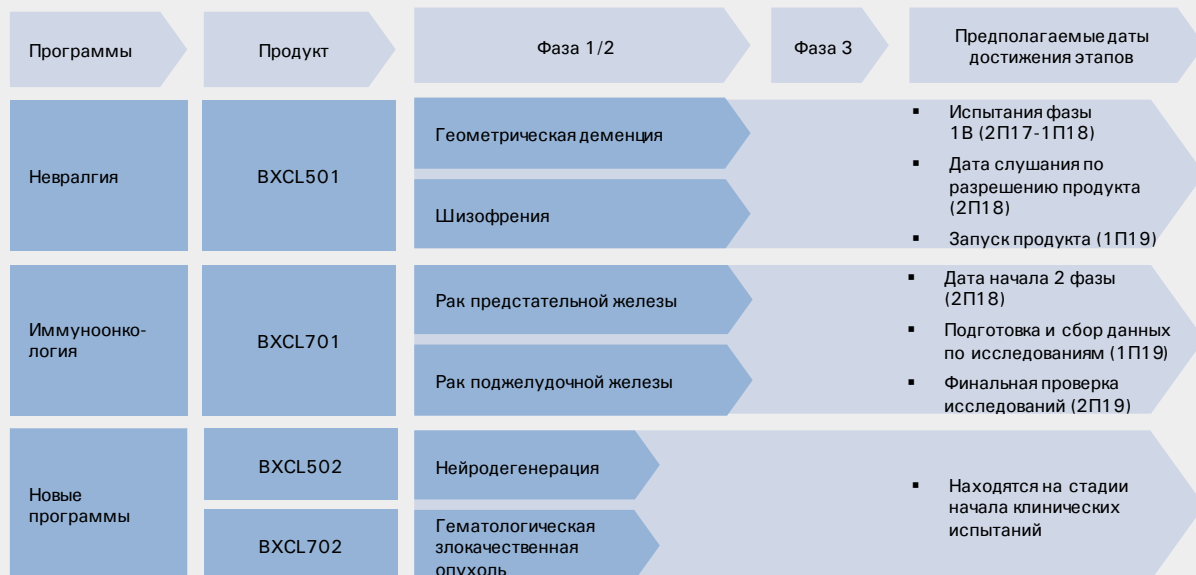 Программы
Продукт
Фаза 1/2
Фаза 3
Предполагаемые даты
достижения этапов
Невралгия
BXCL501
Геометрическая деменция
Шизофрения
▪ Испытания фазы
1В (2П17-1П18)
▪ Дата слушания по
разрешению продукта
(2П18)
▪ Запуск продукта (1П19)
Иммуноонко-
логия
BXCL701
Рак предстательной железы
Рак поджелудочной железы
▪ Дата начала 2 фазы
(2П18)
▪ Подготовка и сбор данных
по исследованиям (1П19)
▪ Финальная проверка
исследований (2П19)
Новые
программы
BXCL502
Нейродегенерация
BXCL702
Гематологическая
злокачественная
опухоль
▪ Находятся на стадии
начала клинических
испытаний